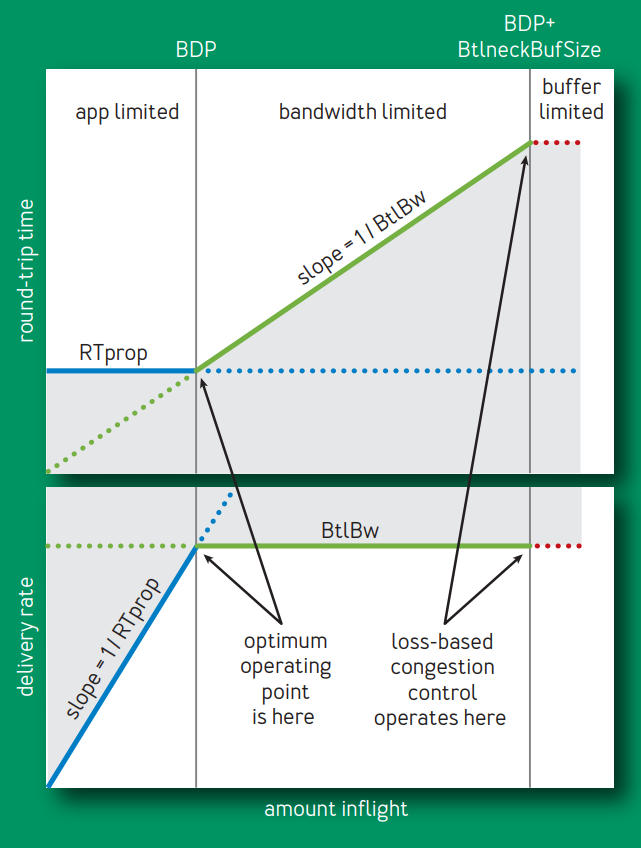 BDP
BDP+
BtlneckBufSize
app limited
bandwidth limited
buffer
limited
round-trip time
slope = 1 / BtlBw
RTprop
BtlBw
delivery rate
slope = 1 / RTprop
optimum
operating
point
is here
loss-based
congestion
control
operates here
amount inflight